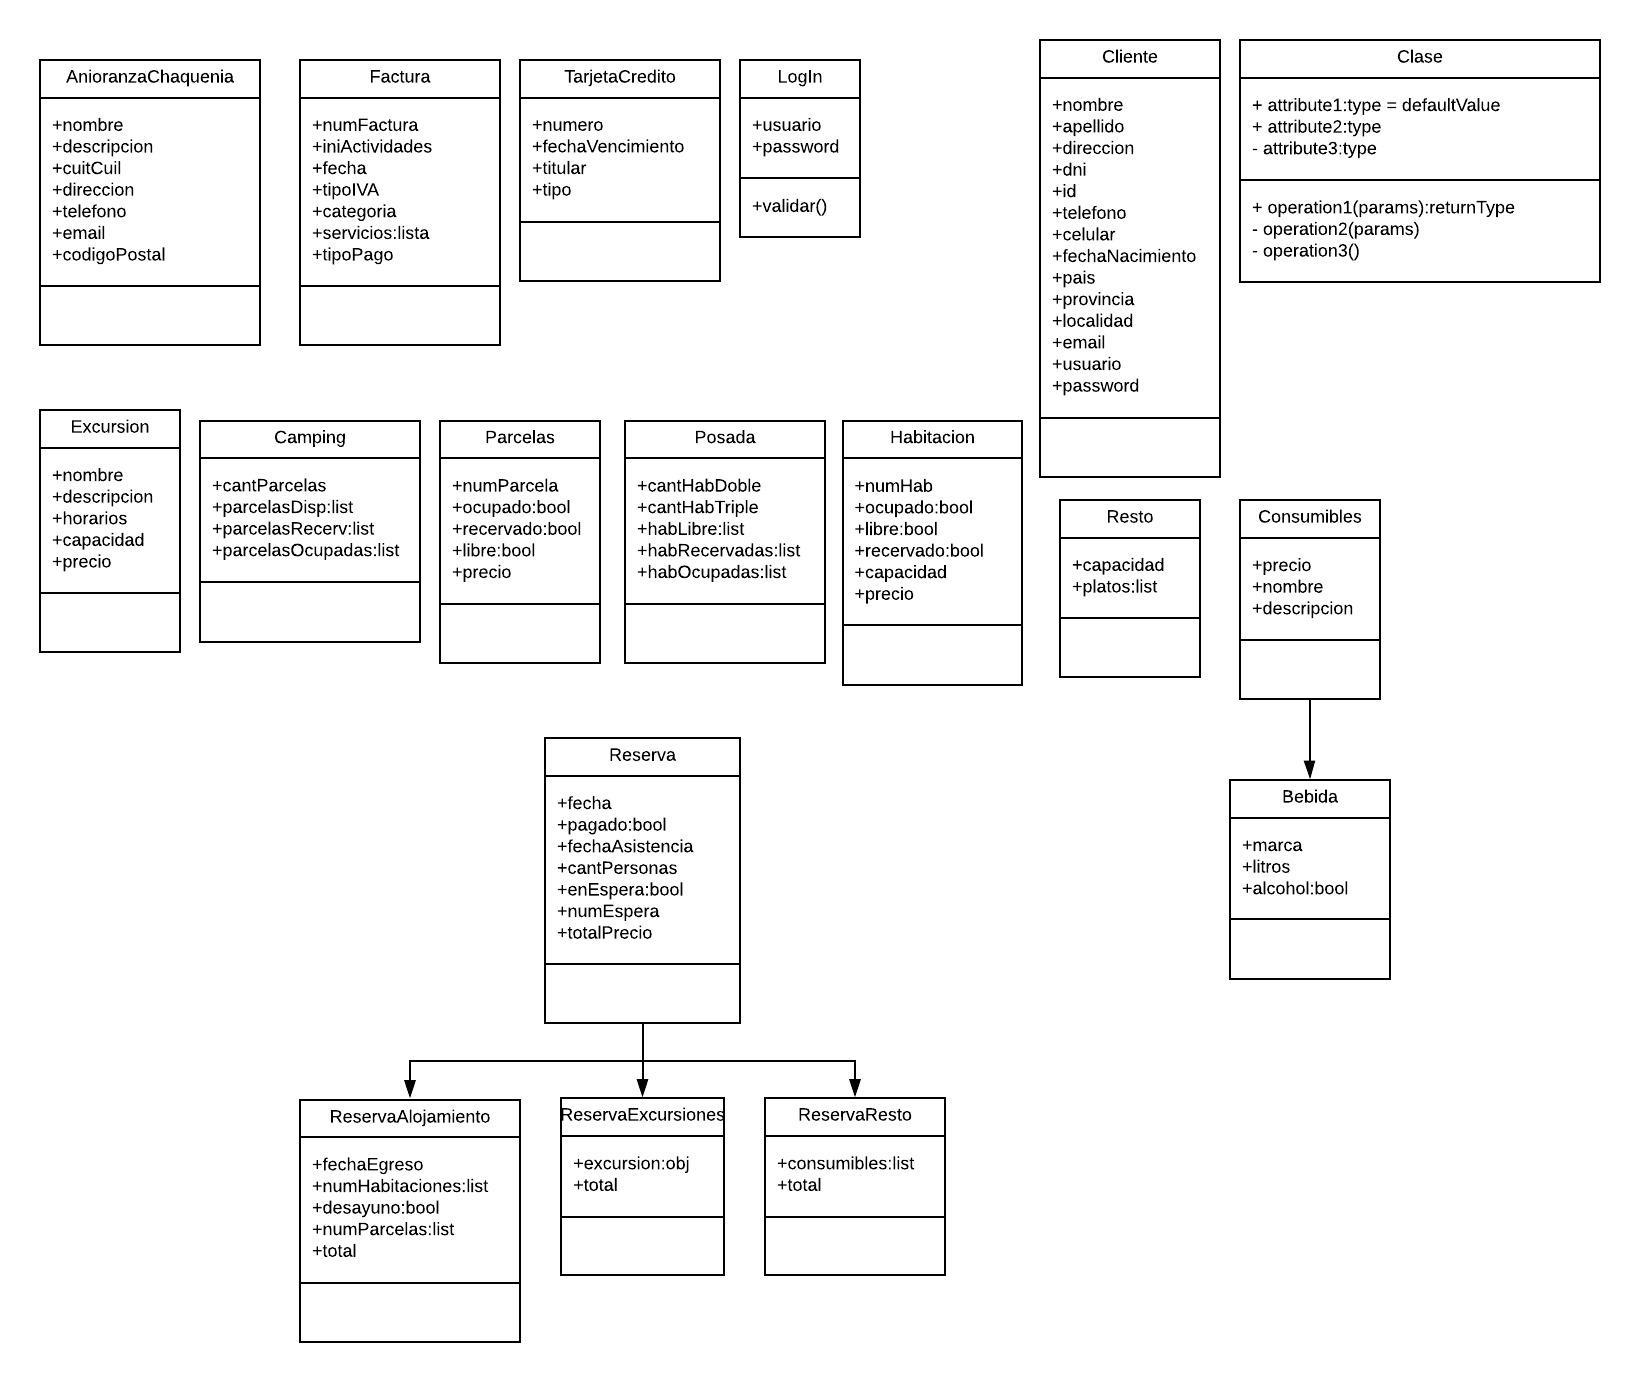 AnioranzaChaquenia
+nombre
+descripcion
+cuitCuil
+direccion
+telefono
+email
+codigoPostal
Factura
+numFactura
+iniActividades
+fecha
+tipoIVA
+categoria
+servicios:lista
+tipoPago
TarjetaCredito
+numero
+fechaVencimiento
+titular
+tipo
LogIn
+usuario
+password
+validar()
Cliente
+nombre
+apellido
+direccion
+dni
+id
+telefono
+celular
+fechaNacimiento
+pais
+provincia
+localidad
+email
+usuario
+password
Clase
+ attribute1:type = defaultValue
+ attribute2:type
- attribute3:type
+ operation1(params):returnType
- operation2(params)
- operation3()
Excursion
+nombre
+descripcion
+horarios
+capacidad
+precio
Camping
+cantParcelas
+parcelasDisp:list
+parcelasRecerv:list
+parcelasOcupadas:list
Parcelas
+numParcela
+ocupado:bool
+recervado:bool
+libre:bool
+precio
Posada
+cantHabDoble
+cantHabTriple
+habLibre:list
+habRecervadas:list
+habOcupadas:list
Habitacion
+numHab
+ocupado:bool
+libre:bool
+recervado:bool
+capacidad
+precio
Resto
+capacidad
+platos:list
Consumibles
+precio
+nombre
+descripcion
Reserva
+fecha
+pagado:bool
+fechaAsistencia
+cantPersonas
+enEspera:bool
+numEspera
+totalPrecio
Bebida
+marca
+litros
+alcohol:bool
ReservaAlojamiento
+fechaEgreso
+numHabitaciones:list
+desayuno:bool
+numParcelas:list
+total
ReservaExcursiones
+excursion:obj
+total
ReservaResto
+consumibles:list
+total